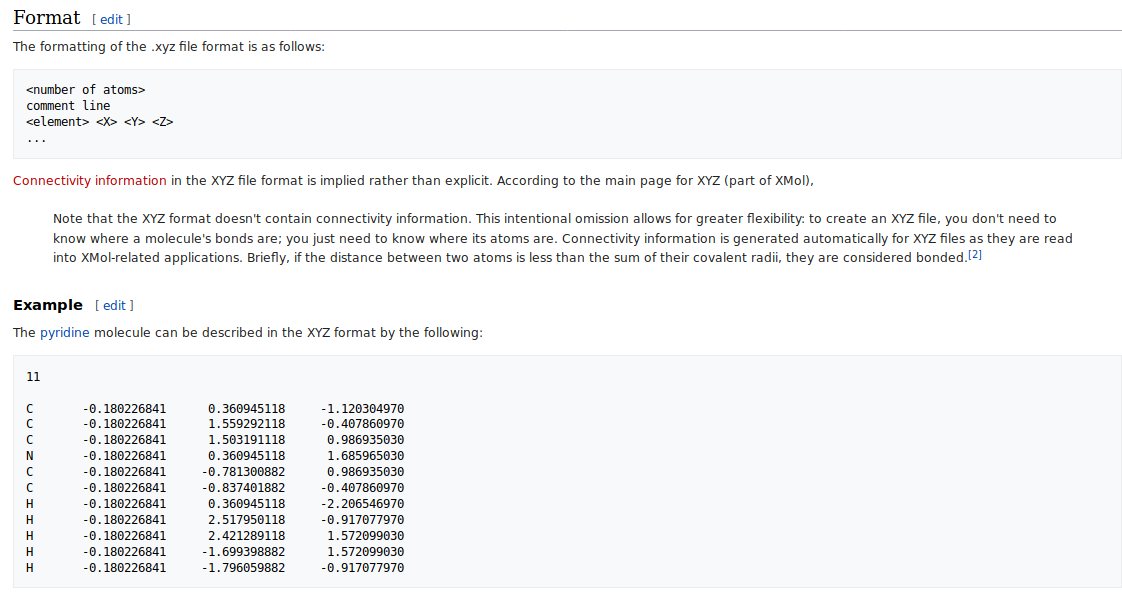 Format [ edit ]
The formatting of the .xyz file format is as follows:
<number of atoms>
comment line
<element> <X> <Y> <Z>
...
Connectivity information in the XYZ file format is implied rather than explicit. According to the main page for XYZ (part of XMol),
Note that the XYZ format doesn't contain connectivity information. This intentional omission allows for greater flexibility: to create an XYZ file, you don't need to
know where a molecule's bonds are; you just need to know where its atoms are. Connectivity information is generated automatically for XYZ files as they are read
into XMol-related applications. Briefly, if the distance between two atoms is less than the sum of their covalent radii, they are considered bonded.[2]
Example [ edit ]
The pyridine molecule can be described in the XYZ format by the following:
11
C -0.180226841 0.360945118 -1.120304970
C -0.180226841 1.559292118 -0.407860970
C -0.180226841 1.503191118 0.986935030
N -0.180226841 0.360945118 1.685965030
C -0.180226841 -0.781300882 0.986935030
C -0.180226841 -0.837401882 -0.407860970
H -0.180226841 0.360945118 -2.206546970
H -0.180226841 2.517950118 -0.917077970
H -0.180226841 2.421289118 1.572099030
H -0.180226841 -1.699398882 1.572099030
H -0.180226841 -1.796059882 -0.917077970